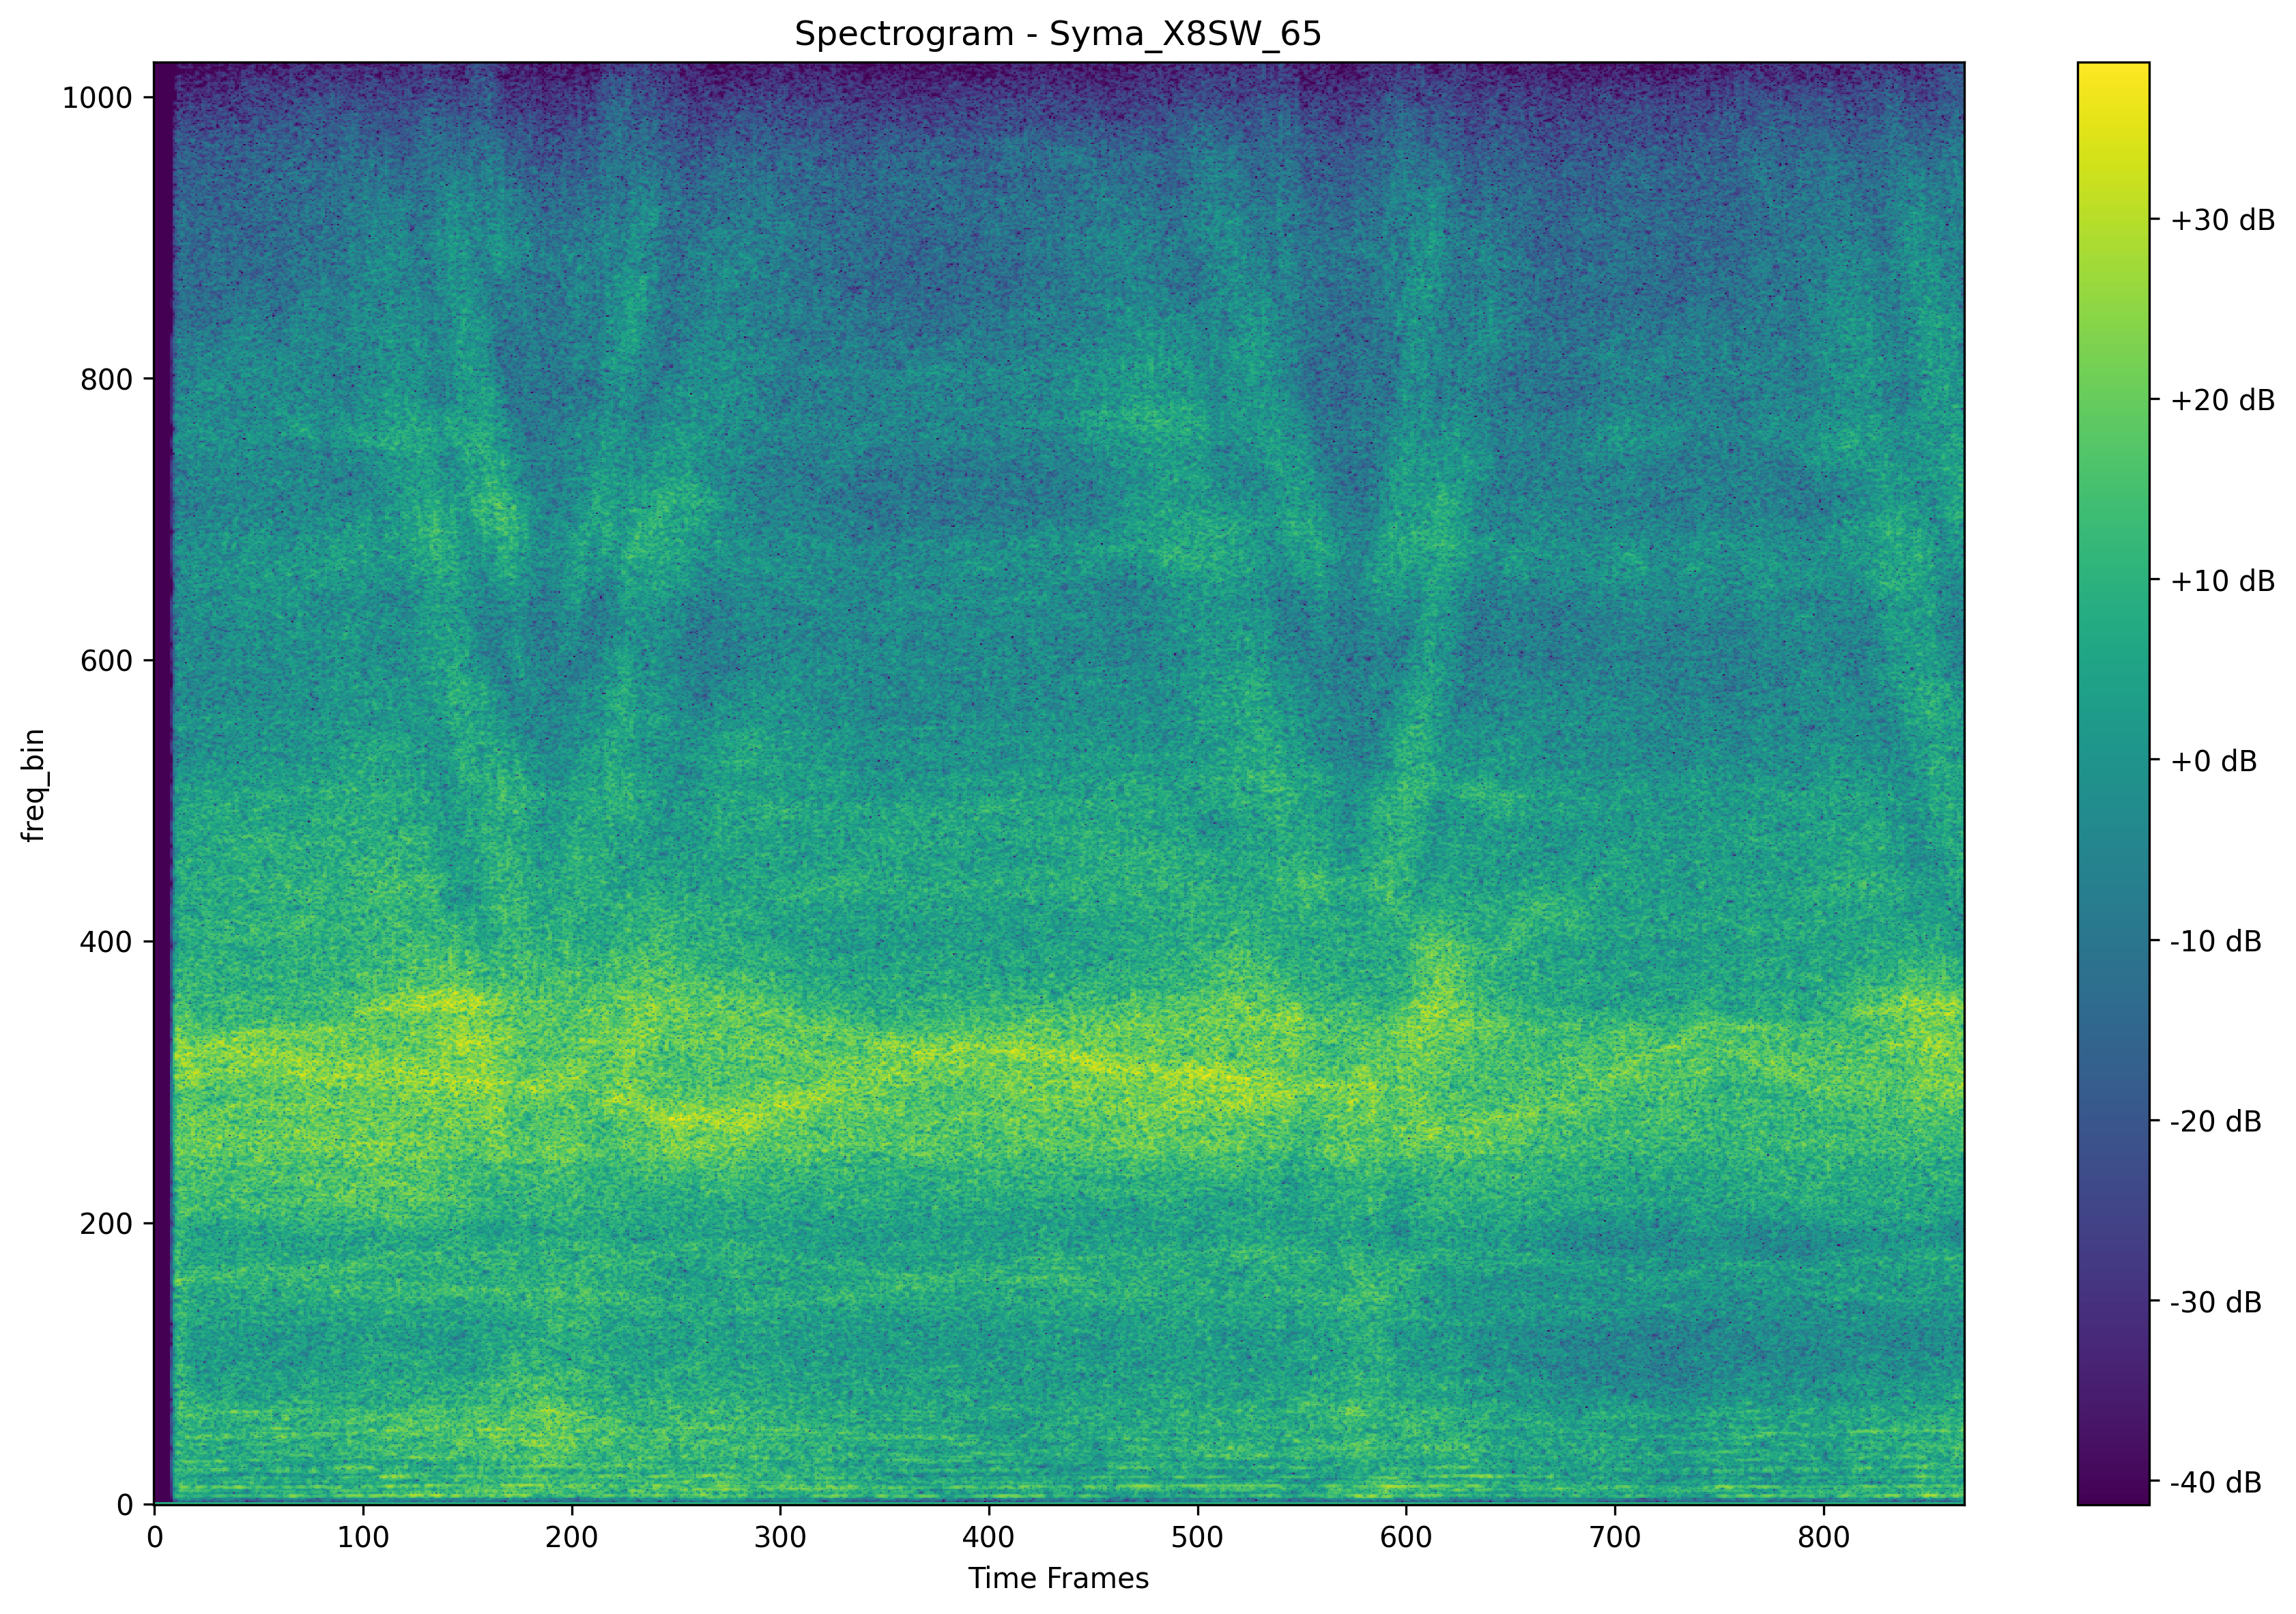 Spectrogram - Syma_X8SW_65
freq_bin
1000
800
600
400
200
0
0 100 200 300 400 500 600 700 800
Time Frames
+30 dB
+20 dB
+10 dB
+0 dB
-10 dB
-20 dB
-30 dB
-40 dB